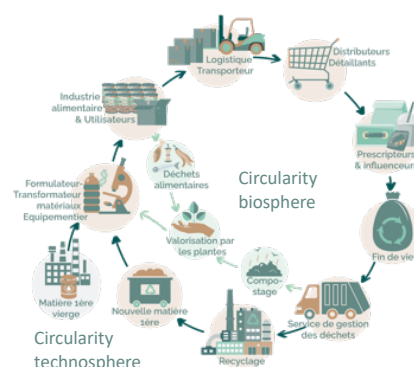 Logistique
Transporteur
Distributeurs
Détaillants
Industrie
alimentaire
& Utilisateurs
Prescripteurs
& influenceur
Déchets
alimentaires
Circularity
biosphere
Formulateur-
Transformateur
matériaux
Equipementier
Valorisation par
les plantes
Fin de vie
Compo-
stage
Matière 1ère
vierge
Nouvelle matière
1ère
Service de gestion
des déchets
Circularity
technosphere
Recyclage